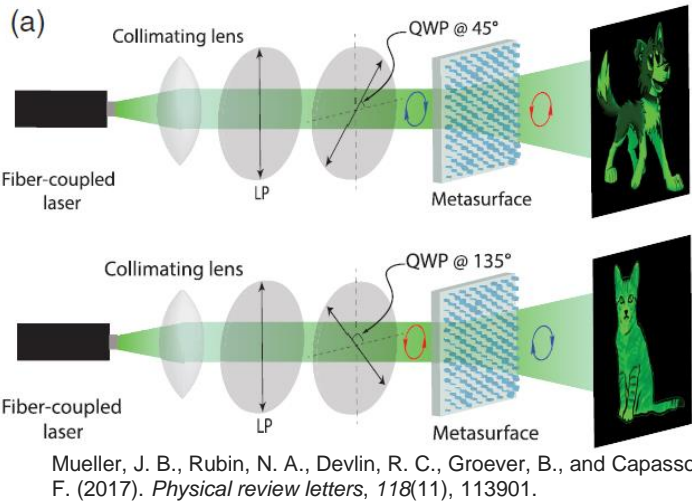 (a)
Collimating lens
QWP @ 45°
Fiber-coupled
laser
LP
Metasurface
Collimating lens
QWP @ 135°
Fiber-coupled
laser
LP
Metasurface
Mueller, J. B., Rubin, N. A., Devlin, R. C., Groever, B., and Capasso
F. (2017). Physical review letters, 118(11), 113901.